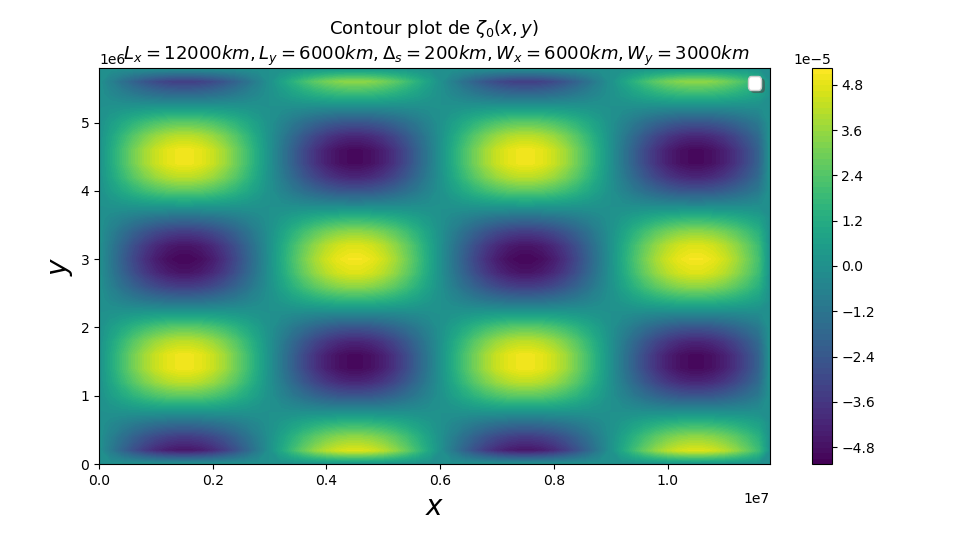 Contour plot de ζ₀(x, y)
1e6 Lₓ = 12000km, L_y = 6000km, Δₛ = 200km, Wₓ = 6000km, W_y = 3000km 1e−5
4.8
3.6
2.4
1.2
0.0
−1.2
−2.4
−3.6
−4.8
y
5
4
3
2
1
0
0.0 0.2 0.4 0.6 0.8 1.0
1e7
x